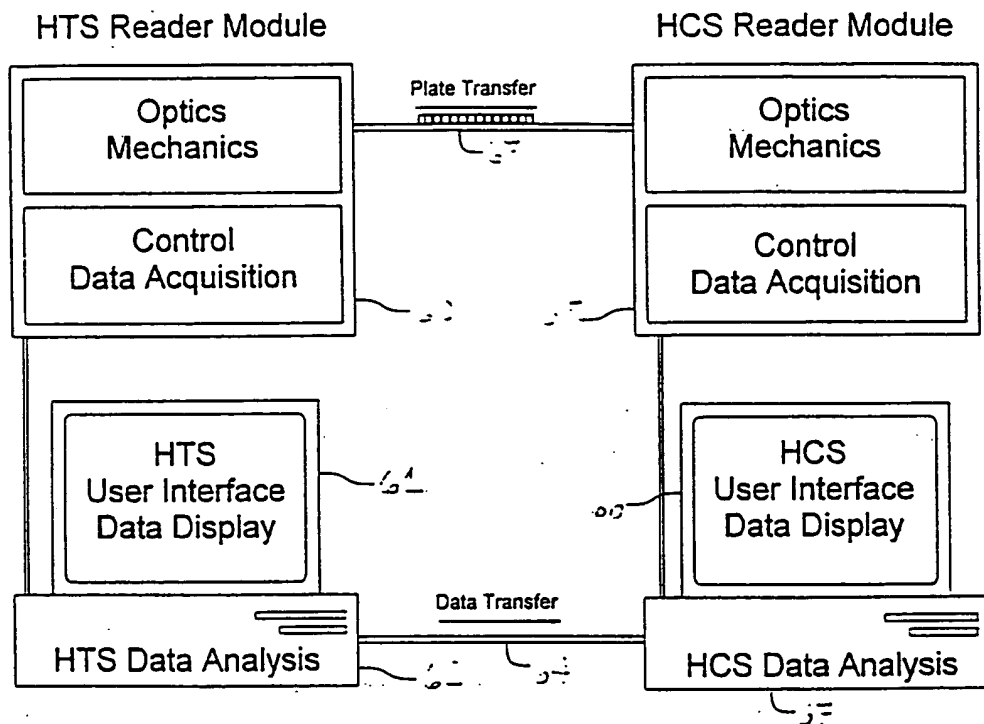 HTS Reader Module
HCS Reader Module
Optics
Mechanics
Plate Transfer
Optics
Mechanics
Control
Data Acquisition
Control
Data Acquisition
HTS
User Interface
Data Display
HCS
User Interface
Data Display
Data Transfer
HTS Data Analysis
HCS Data Analysis